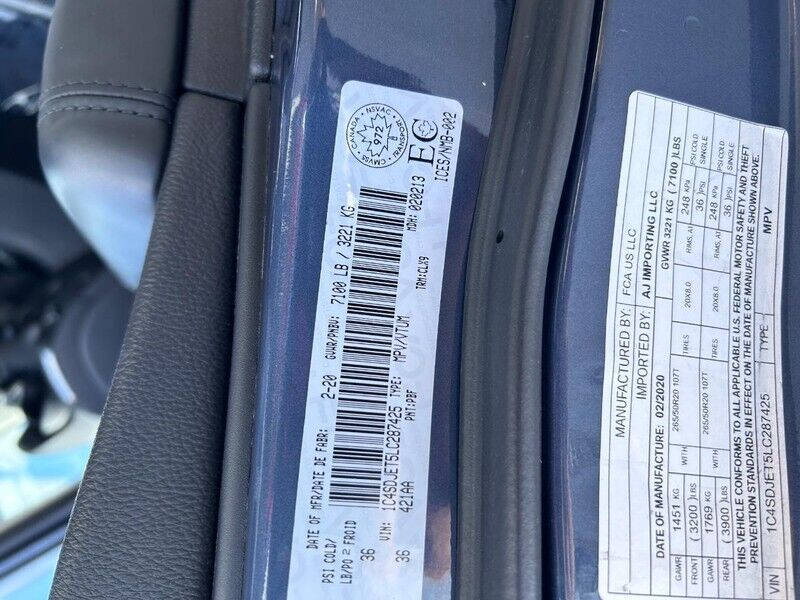 DATE OF MFR/DATE DE FABR: 2-20 GVWR/PNBV: 7100 LB / 3221 KG
PSI COLD/
LB/PO2 FROID
36
36
VIN: 1C4SDJET5LC287425 TYPE: MPV/VTUM MDH: 020213
421AA PNT:PBF TRM:CLX9
CANADA NSVAC TRANSPORT CMVSS
972
EC
ICES/NMB-002
MANUFACTURED BY: FCA US LLC
IMPORTED BY: AJ IMPORTING LLC
DATE OF MANUFACTURE: 02/2020 GVWR 3221 KG ( 7100 )LBS
GAWR 1451 KG WITH 265/50R20 107T TIRES 20X8.0 RIMS, AT 248 KPa PSI COLD
FRONT ( 3200 )LBS 36 (PSI) SINGLE
GAWR 1769 KG WITH 265/50R20 107T TIRES 20X8.0 RIMS, AT 248 KPa PSI COLD
REAR ( 3900 )LBS 36 (PSI) SINGLE
THIS VEHICLE CONFORMS TO ALL APPLICABLE U.S. FEDERAL MOTOR SAFETY AND THEFT
PREVENTION STANDARDS IN EFFECT ON THE DATE OF MANUFACTURE SHOWN ABOVE.
VIN 1C4SDJET5LC287425 TYPE MPV